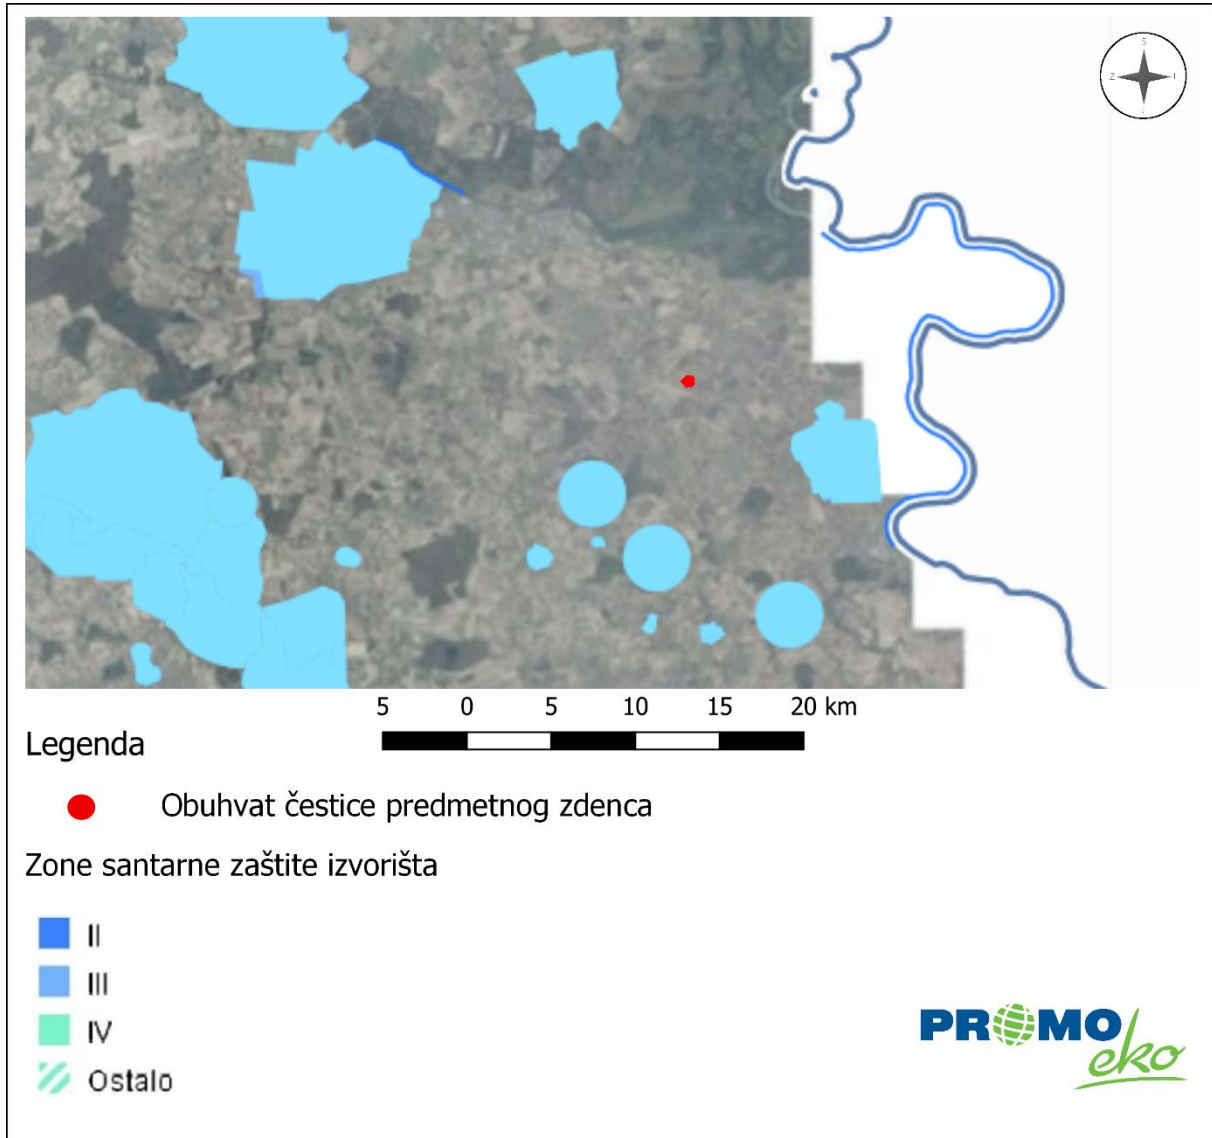 S
Z I
5 0 5 10 15 20 km
Legenda
Obuhvat čestice predmetnog zdenca
Zone santarne zaštite izvorišta
II
III
IV
Ostalo
PROMO
eko